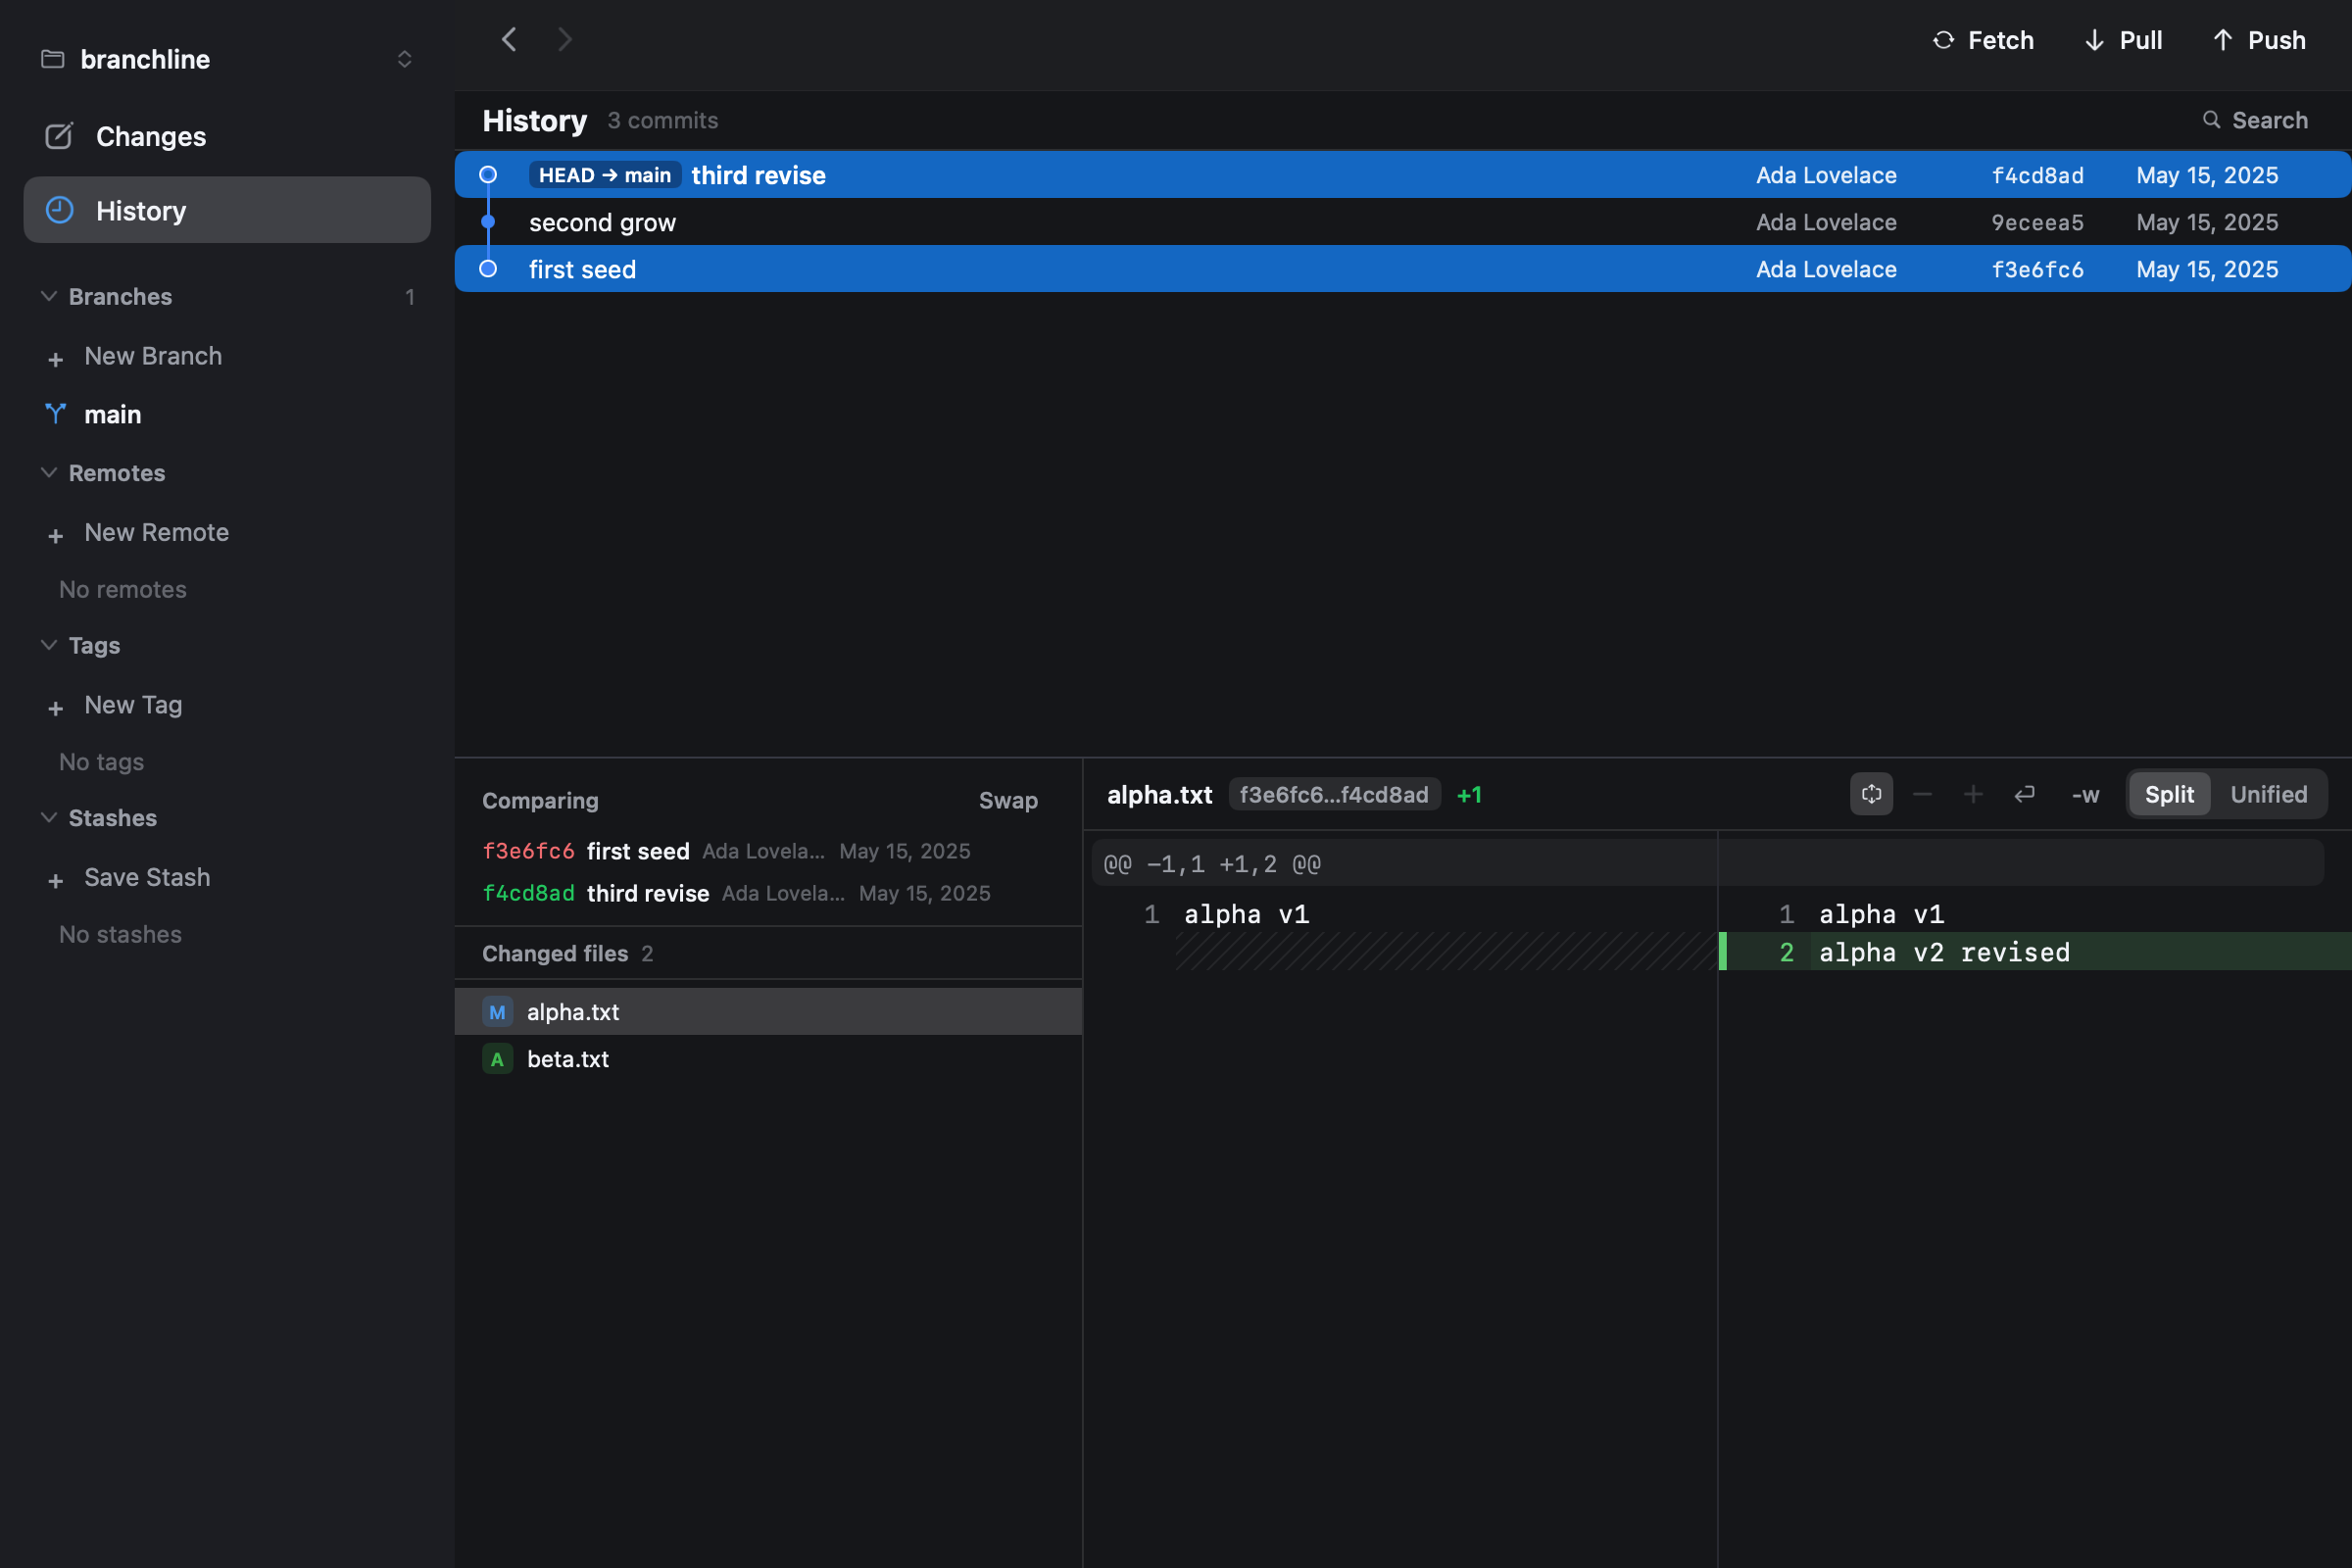 branchline
Changes
History
Branches 1
+ New Branch
main
Remotes
+ New Remote
No remotes
Tags
+ New Tag
No tags
Stashes
+ Save Stash
No stashes
Fetch Pull Push
History 3 commits Search
HEAD → main third revise Ada Lovelace f4cd8ad May 15, 2025
second grow Ada Lovelace 9eceea5 May 15, 2025
first seed Ada Lovelace f3e6fc6 May 15, 2025
Comparing Swap
f3e6fc6 first seed Ada Lovela... May 15, 2025
f4cd8ad third revise Ada Lovela... May 15, 2025
Changed files 2
M alpha.txt
A beta.txt
alpha.txt f3e6fc6...f4cd8ad +1 -w Split Unified
@@ −1,1 +1,2 @@
1 alpha v1
1 alpha v1
2 alpha v2 revised